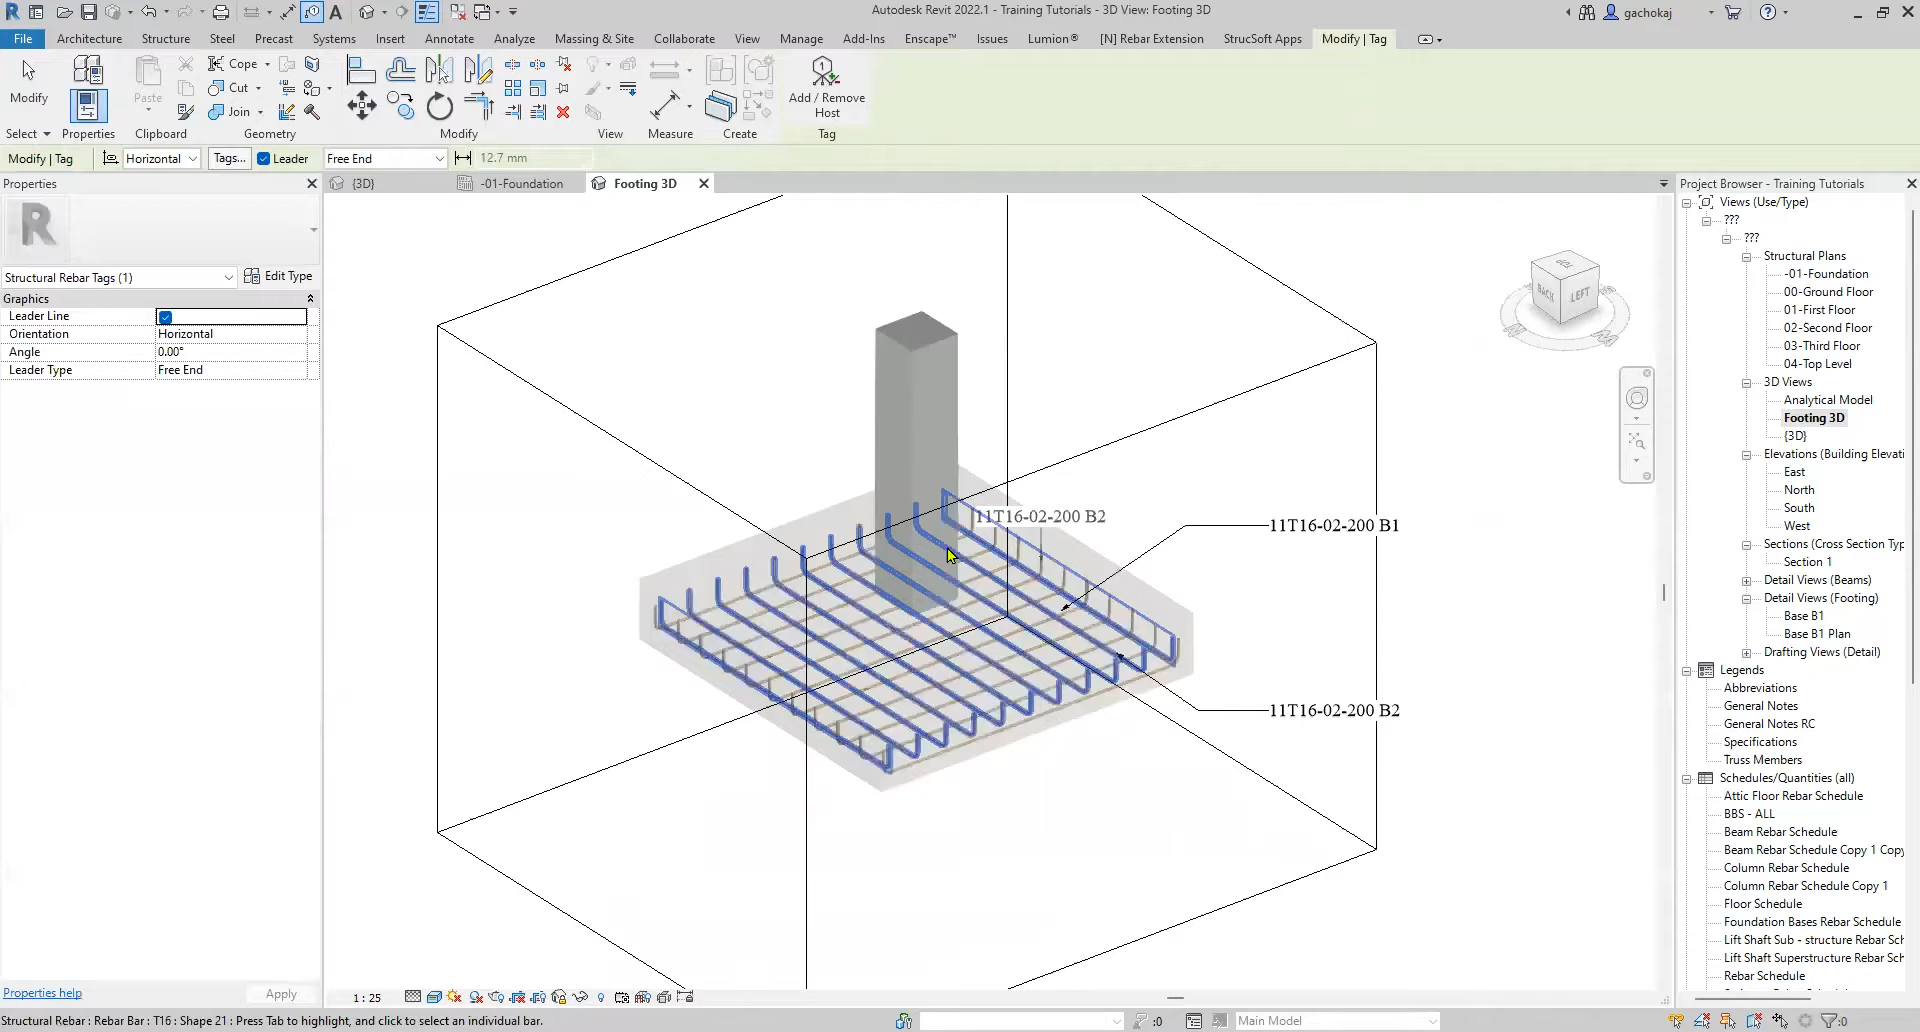 Autodesk Revit 2022.1 - Training Tutorials - 3D View: Footing 3D
gachokaj
File Architecture Structure Steel Precast Systems Insert Annotate Analyze Massing & Site Collaborate View Manage Add-Ins Enscape™ Issues Lumion® [N] Rebar Extension StrucSoft Apps Modify | Tag
Modify
Paste
Cope
Cut
Join
Add / Remove
Host
Select Properties Clipboard Geometry Modify View Measure Create Tag
Modify | Tag Horizontal Tags... Leader Free End 12.7 mm
Properties
{3D} -01-Foundation Footing 3D
Project Browser - Training Tutorials
Structural Rebar Tags (1) Edit Type
Graphics
Leader Line
Orientation Horizontal
Angle 0.00°
Leader Type Free End
Properties help Apply
BACK LEFT TOP
11T16-02-200 B2
11T16-02-200 B1
11T16-02-200 B2
Views (Use/Type)
???
???
Structural Plans
-01-Foundation
00-Ground Floor
01-First Floor
02-Second Floor
03-Third Floor
04-Top Level
3D Views
Analytical Model
Footing 3D
{3D}
Elevations (Building Elevati
East
North
South
West
Sections (Cross Section Typ
Section 1
Detail Views (Beams)
Detail Views (Footing)
Base B1
Base B1 Plan
Drafting Views (Detail)
Legends
Abbreviations
General Notes
General Notes RC
Specifications
Truss Members
Schedules/Quantities (all)
Attic Floor Rebar Schedule
BBS - ALL
Beam Rebar Schedule
Beam Rebar Schedule Copy 1 Copy
Column Rebar Schedule
Column Rebar Schedule Copy 1
Floor Schedule
Foundation Bases Rebar Schedule
Lift Shaft Sub - structure Rebar Sch
Lift Shaft Superstructure Rebar Sch
Rebar Schedule
1 : 25
Structural Rebar : Rebar Bar : T16 : Shape 21 : Press Tab to highlight, and click to select an individual bar.
:0 Main Model :0